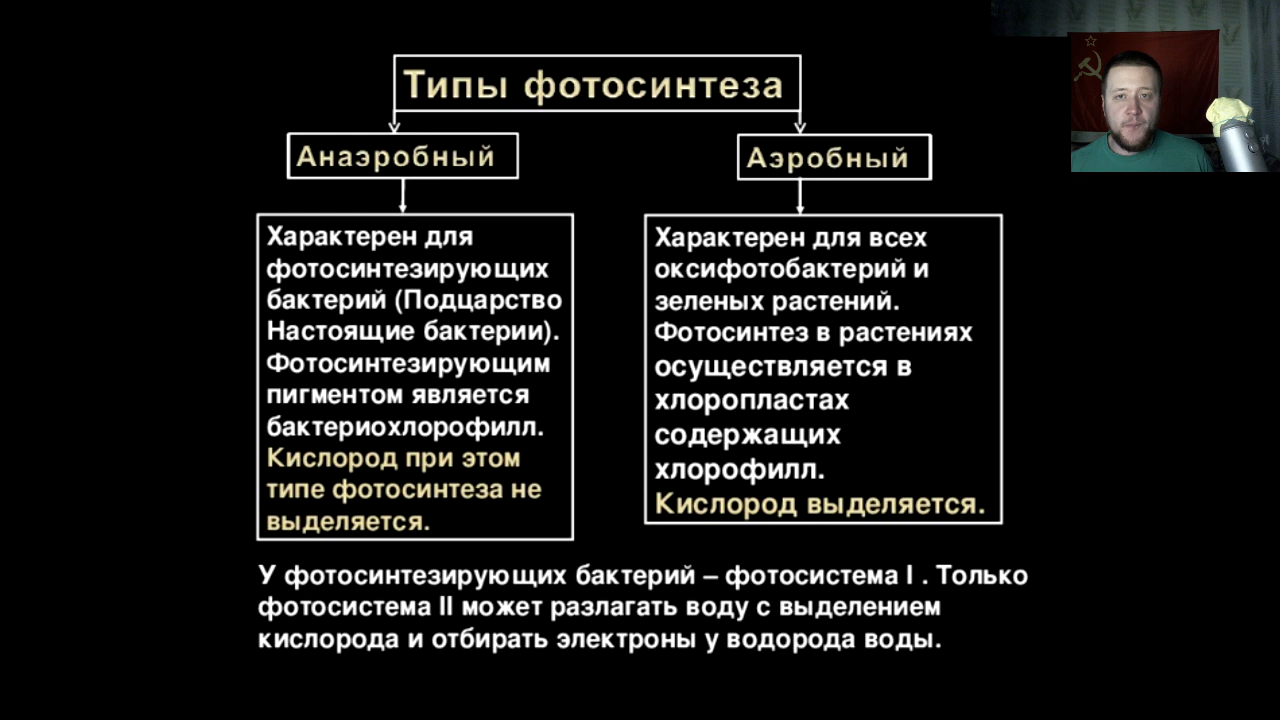 Типы фотосинтеза
Анаэробный
Аэробный
Характерен для
фотосинтезирующих
бактерий (Подцарство
Настоящие бактерии).
Фотосинтезирующим
пигментом является
бактериохлорофилл.
Кислород при этом
типе фотосинтеза не
выделяется.
Характерен для всех
оксифотобактерий и
зеленых растений.
Фотосинтез в растениях
осуществляется в
хлоропластах
содержащих
хлорофилл.
Кислород выделяется.
У фотосинтезирующих бактерий – фотосистема I . Только
фотосистема II может разлагать воду с выделением
кислорода и отбирать электроны у водорода воды.